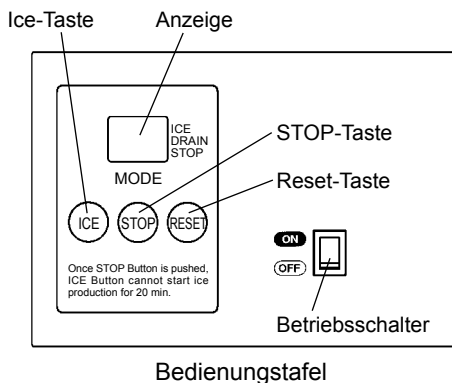 Ice-Taste
Anzeige
ICE
DRAIN
STOP
STOP-Taste
MODE
Reset-Taste
ICE
STOP
RESET
ON
OFF
Once STOP Button is pushed,
ICE Button cannot start ice
production for 20 min.
Betriebsschalter
Bedienungstafel